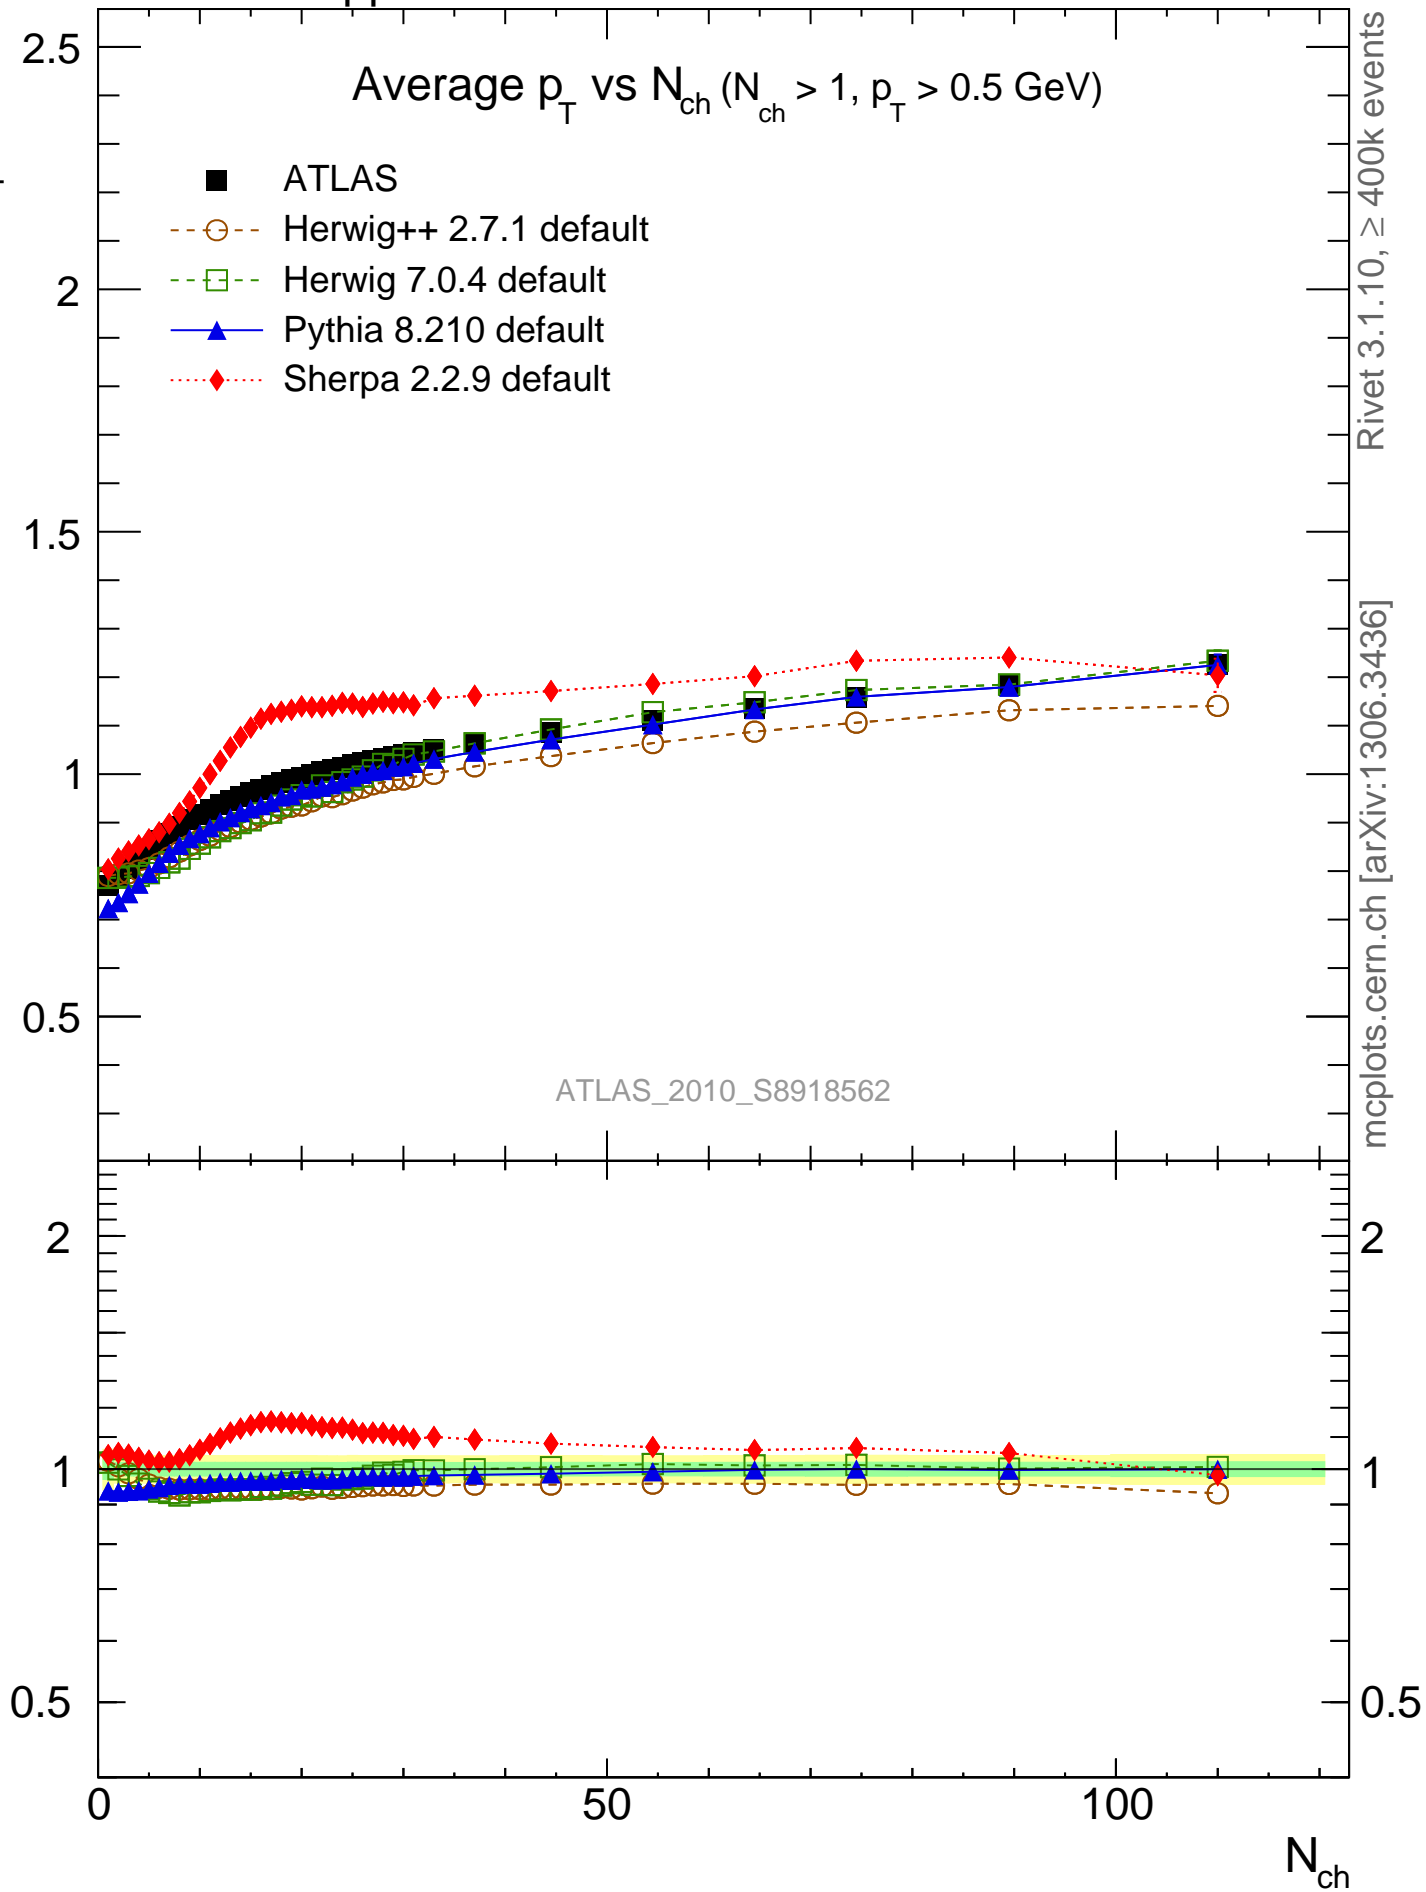 Average p_T vs N_ch (N_ch > 1, p_T > 0.5 GeV)
ATLAS
Herwig++ 2.7.1 default
Herwig 7.0.4 default
Pythia 8.210 default
Sherpa 2.2.9 default
2.5
2
1.5
1
0.5
ATLAS_2010_S8918562
Rivet 3.1.10, ≥ 400k events
mcplots.cern.ch [arXiv:1306.3436]
2
1
0.5
2
1
0.5
0
50
100
N_ch